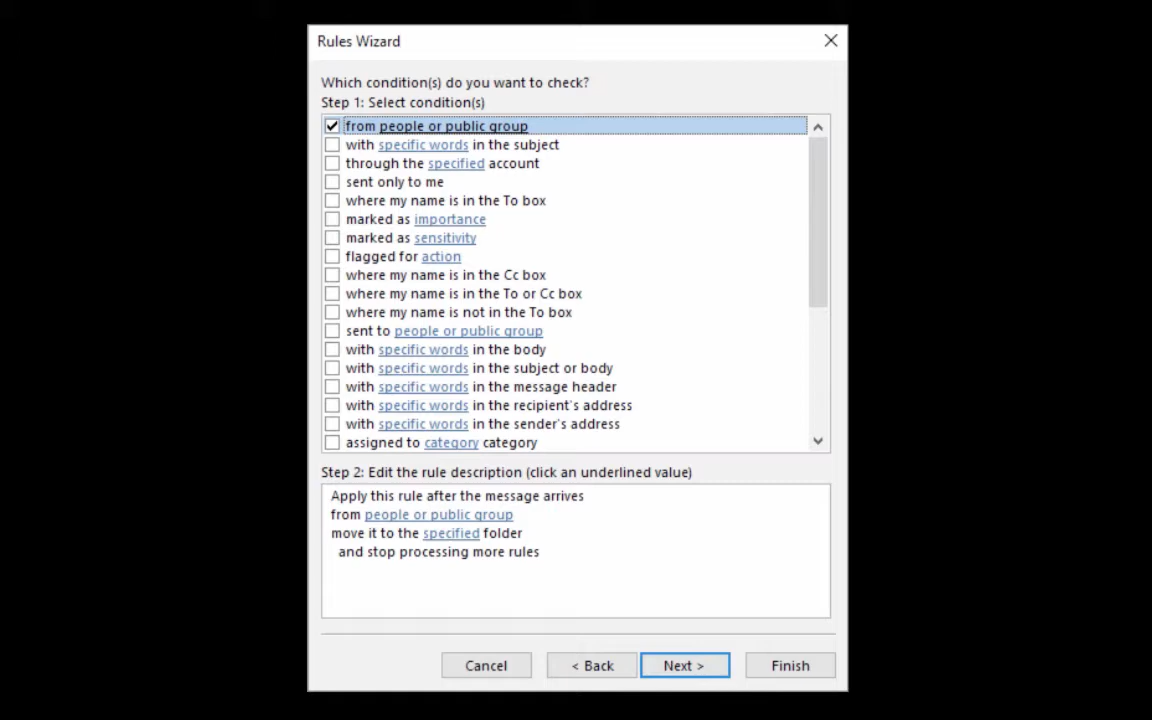 Rules Wizard
Which condition(s) do you want to check?
Step 1: Select condition(s)
from people or public group
with specific words in the subject
through the specified account
sent only to me
where my name is in the To box
marked as importance
marked as sensitivity
flagged for action
where my name is in the Cc box
where my name is in the To or Cc box
where my name is not in the To box
sent to people or public group
with specific words in the body
with specific words in the subject or body
with specific words in the message header
with specific words in the recipient's address
with specific words in the sender's address
assigned to category category
Step 2: Edit the rule description (click an underlined value)
Apply this rule after the message arrives
from people or public group
move it to the specified folder
and stop processing more rules
Cancel < Back Next > Finish